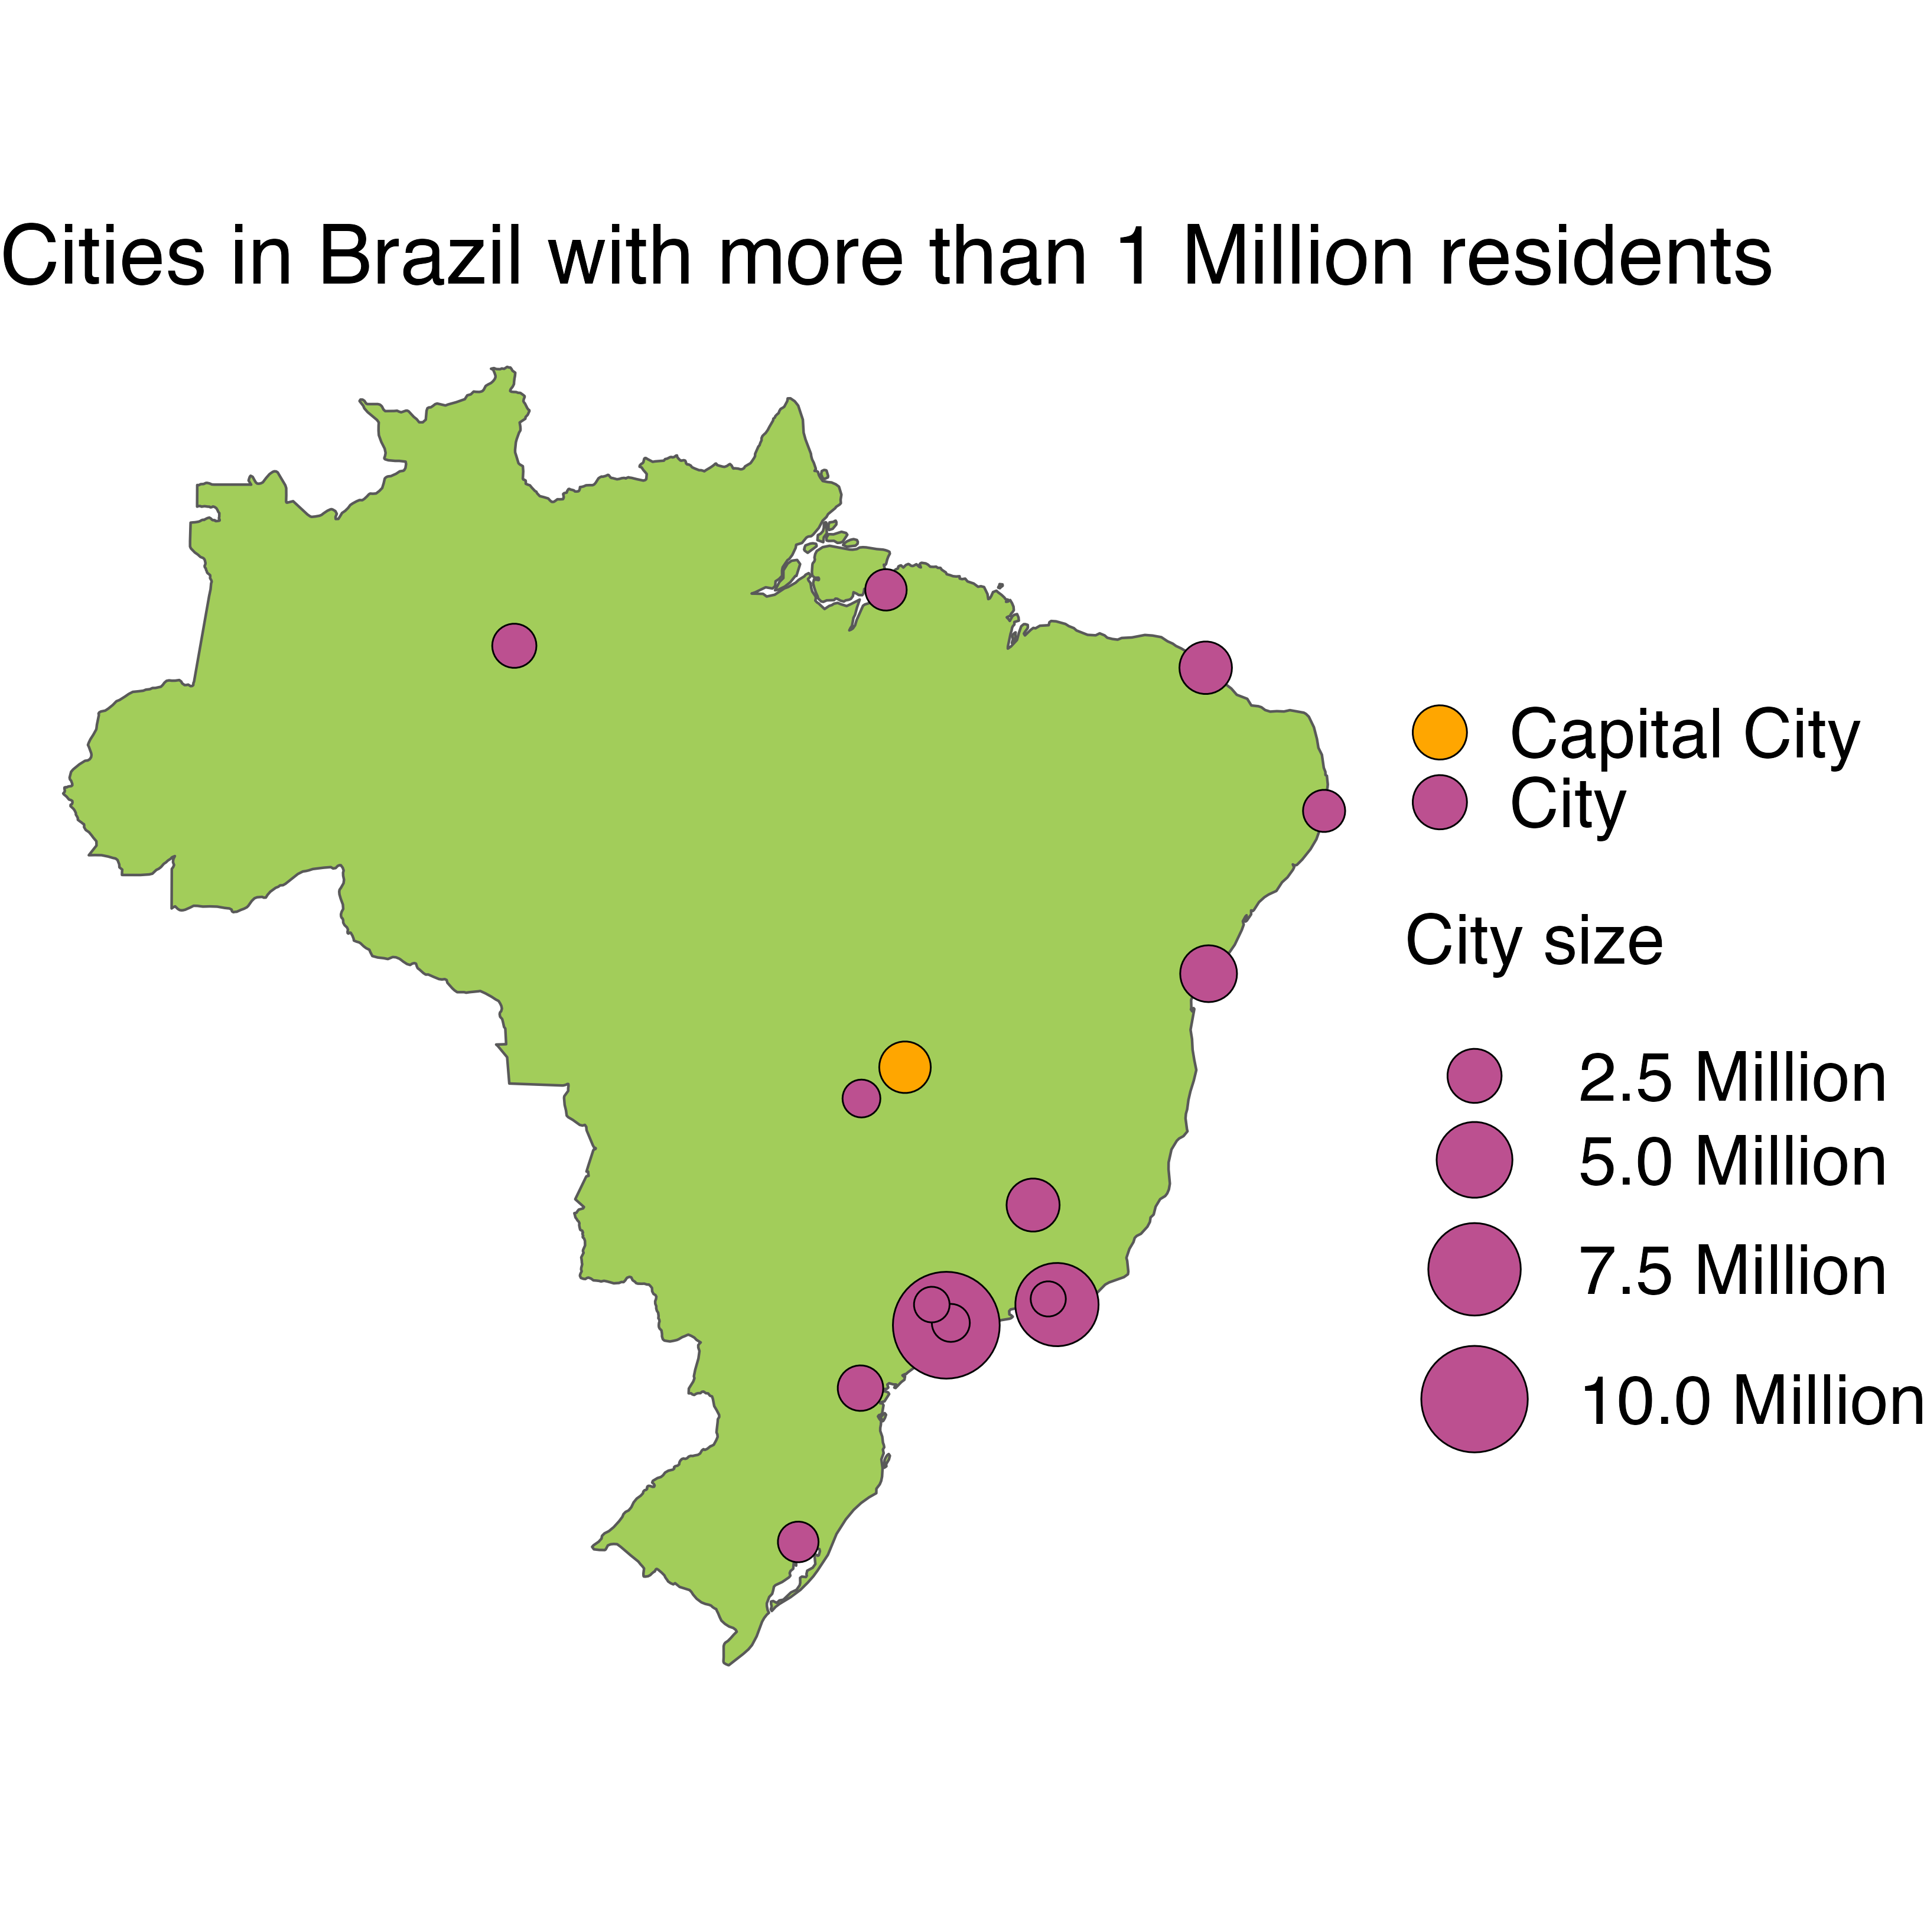 Cities in Brazil with more than 1 Million residents
Capital City
City
City size
2.5 Million
5.0 Million
7.5 Million
10.0 Million